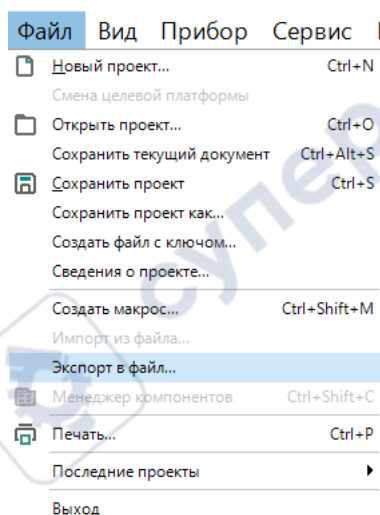 Файл Вид Прибор Сервис
Новый проект... Ctrl+N
Смена целевой платформы
Открыть проект... Ctrl+O
Сохранить текущий документ Ctrl+Alt+S
Сохранить проект Ctrl+S
Сохранить проект как...
Создать файл с ключом...
Сведения о проекте...
Создать макрос... Ctrl+Shift+M
Импорт из файла...
Экспорт в файл...
Менеджер компонентов Ctrl+Shift+C
Печать... Ctrl+P
Последние проекты
Выход
супер